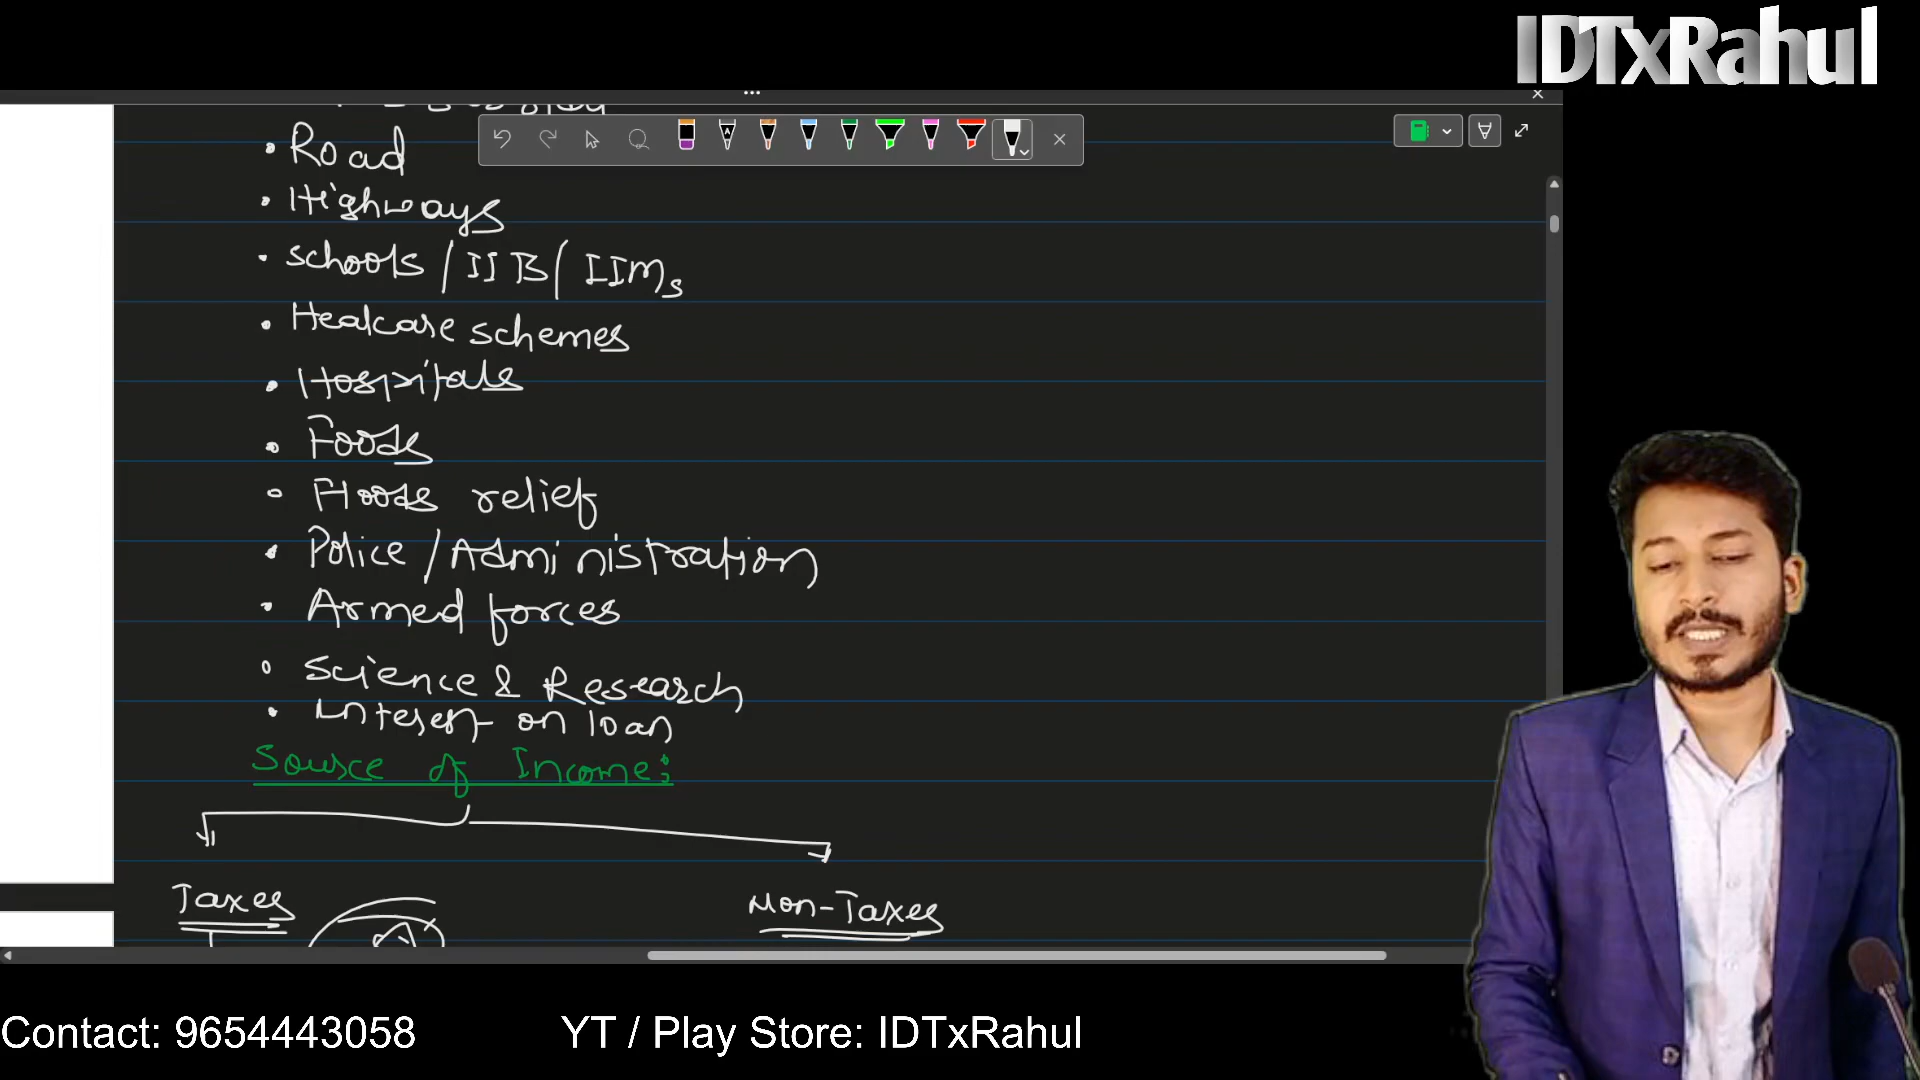 IDTxRahul
• Road
• Highways
• Schools / IITs / IIMs
• Healcare schemes
• Hospitals
• Foods
• Floods relief
• Police / Administration
• Armed forces
• Science & Research
• Interest on loan
Source of Income:
Taxes Non-Taxes
Contact: 9654443058 YT / Play Store: IDTxRahul